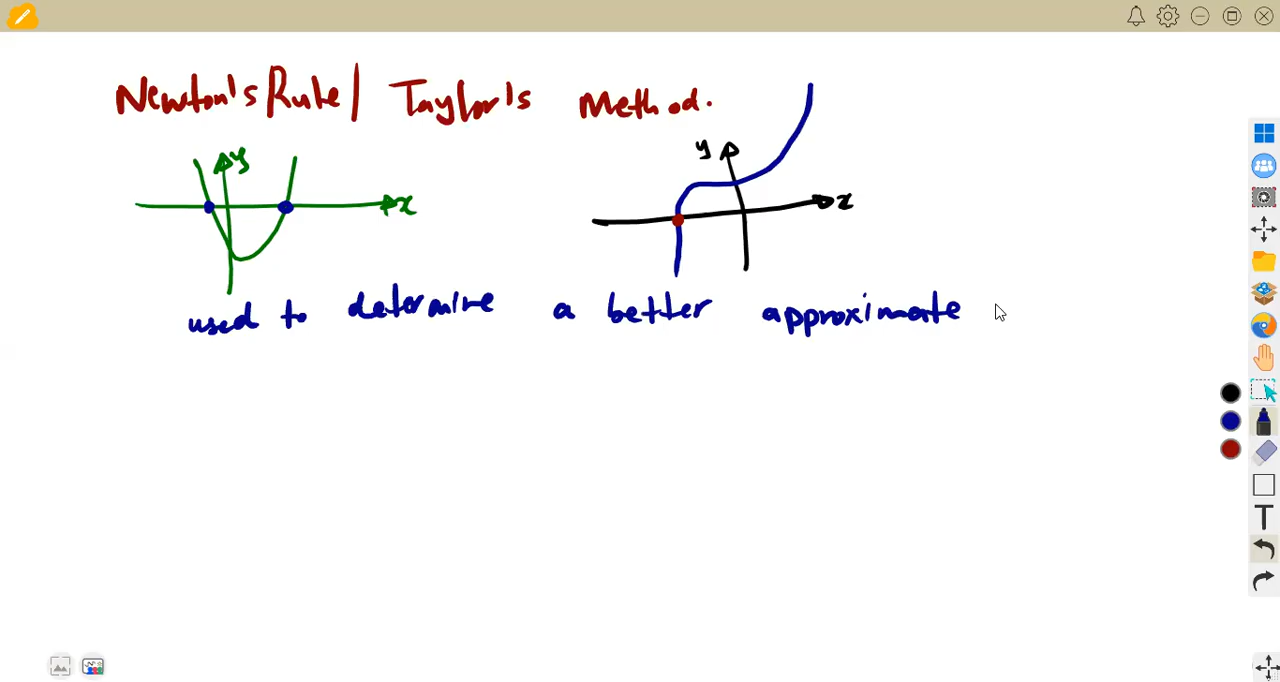 Newton's Rule/ Taylor's Method.
y
x
y
x
used to determine a better approximate
T